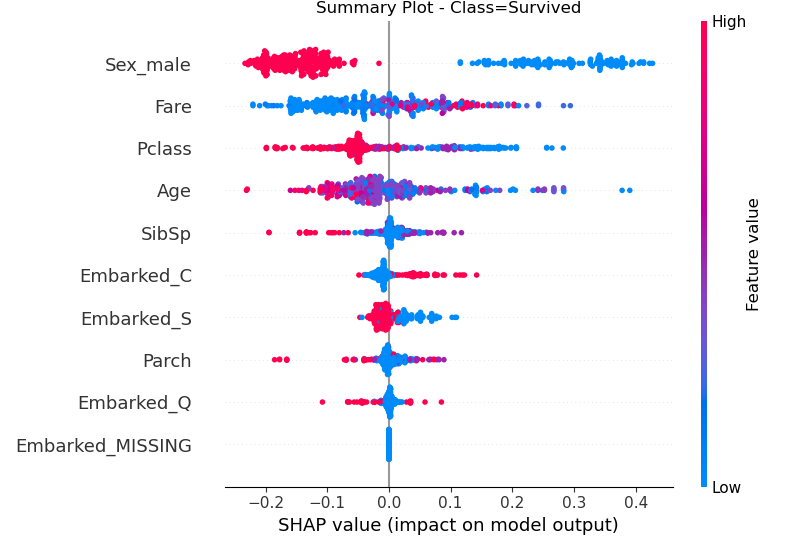 Summary Plot - Class=Survived
High
Sex_male
Fare
Pclass
Age
SibSp
Embarked_C
Embarked_S
Parch
Embarked_Q
Embarked_MISSING
Feature value
Low
−0.2 −0.1 0.0 0.1 0.2 0.3 0.4
SHAP value (impact on model output)